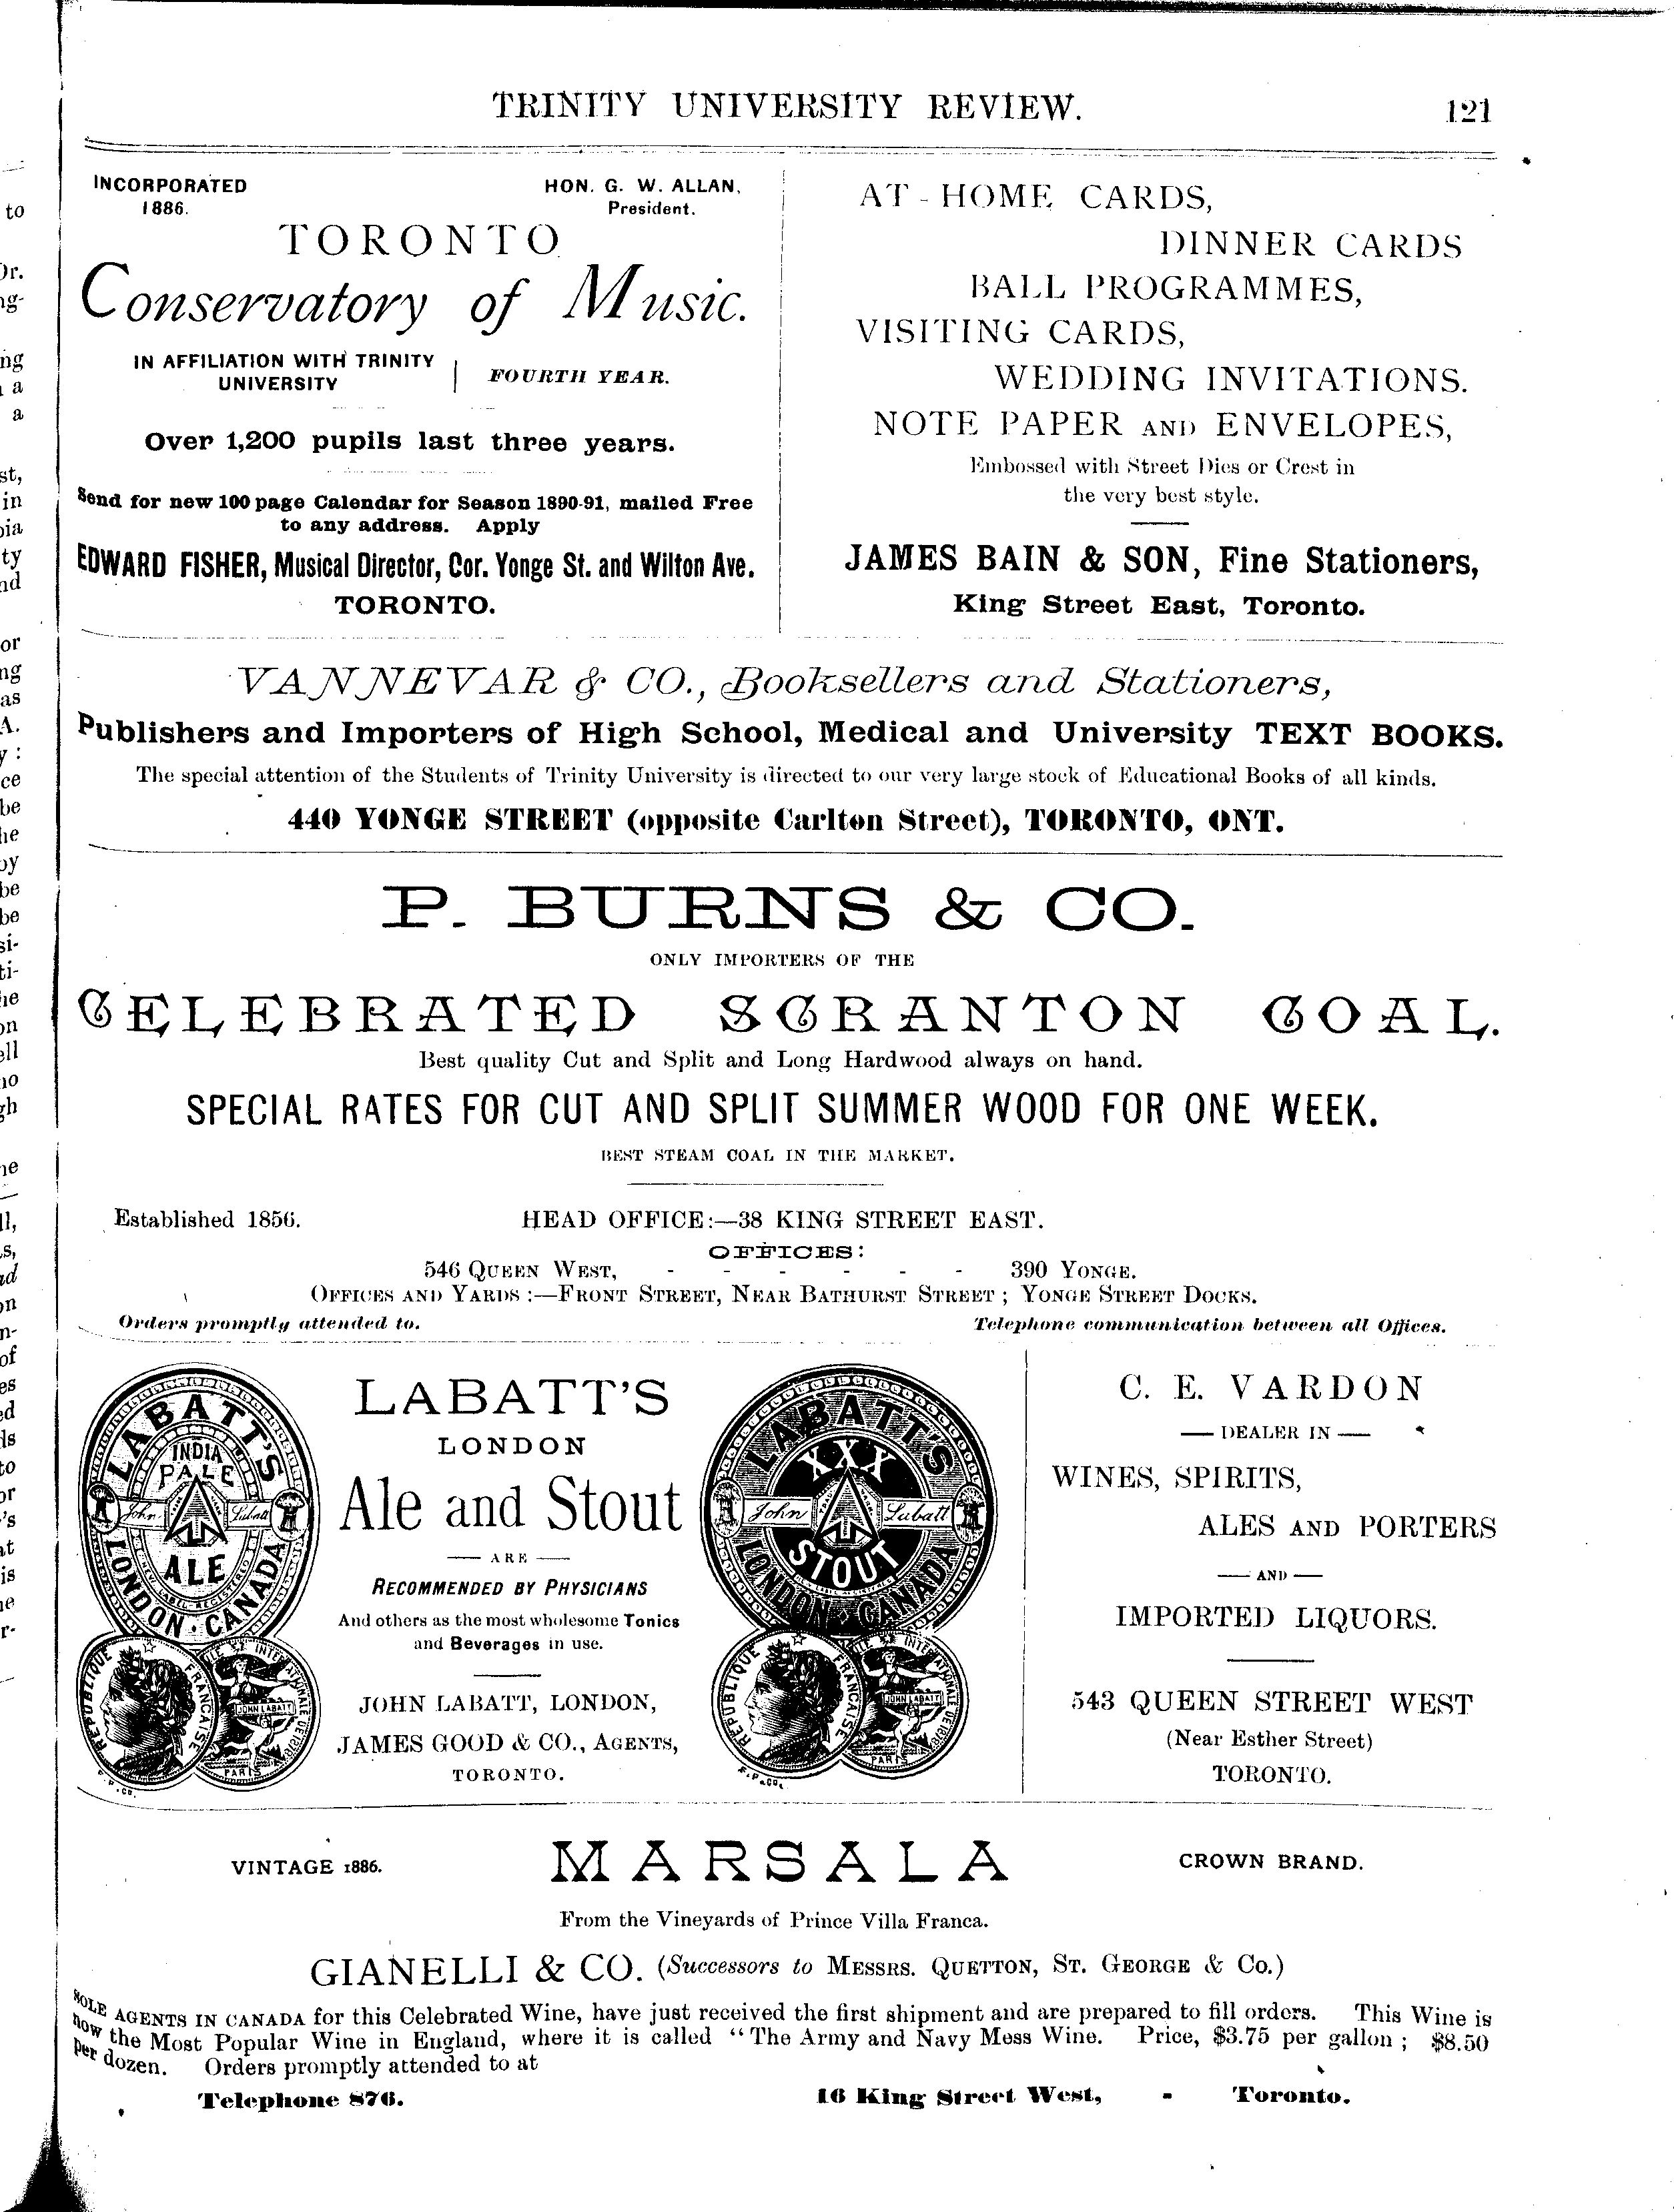 TRINITY UNIVERSITY REVIEW. 121
INCORPORATED
1886.
HON. G. W. ALLAN,
President.
TORONTO
Conservatory of Music.
IN AFFILIATION WITH TRINITY
UNIVERSITY
FOURTH YEAR.
Over 1,200 pupils last three years.
Send for new 100 page Calendar for Season 1890-91, mailed Free
to any address. Apply
EDWARD FISHER, Musical Director, Cor. Yonge St. and Wilton Ave.
TORONTO.
AT-HOME CARDS,
DINNER CARDS
BALL PROGRAMMES,
VISITING CARDS,
WEDDING INVITATIONS.
NOTE PAPER AND ENVELOPES,
Embossed with Street Dies or Crest in
the very best style.
JAMES BAIN & SON, Fine Stationers,
King Street East, Toronto.
VANNEVAR & CO., Booksellers and Stationers,
Publishers and Importers of High School, Medical and University TEXT BOOKS.
The special attention of the Students of Trinity University is directed to our very large stock of Educational Books of all kinds.
440 YONGE STREET (opposite Carlton Street), TORONTO, ONT.
P. BURNS & CO.
ONLY IMPORTERS OF THE
CELEBRATED SCRANTON COAL.
Best quality Cut and Split and Long Hardwood always on hand.
SPECIAL RATES FOR CUT AND SPLIT SUMMER WOOD FOR ONE WEEK.
BEST STEAM COAL IN THE MARKET.
Established 1856. HEAD OFFICE:—38 KING STREET EAST.
OFFICES:
546 QUEEN WEST, - - - - - - 390 YONGE.
OFFICES AND YARDS :—FRONT STREET, NEAR BATHURST STREET ; YONGE STREET DOCKS.
Orders promptly attended to. Telephone communication between all Offices.
LABATT'S
INDIA
PALE
John Labatt
ALE
LONDON · CANADA
REPUBLIQUE FRANCAISE
JOHN LABATT
PARIS
LABATT'S
LONDON
Ale and Stout
— ARE —
RECOMMENDED BY PHYSICIANS
And others as the most wholesome Tonics
and Beverages in use.
JOHN LABATT, LONDON,
JAMES GOOD & CO., AGENTS,
TORONTO.
LABATT'S
XXX
John Labatt
STOUT
LONDON · CANADA
REPUBLIQUE FRANCAISE
JOHN LABATT
PARIS
C. E. VARDON
— DEALER IN —
WINES, SPIRITS,
ALES AND PORTERS
— AND —
IMPORTED LIQUORS.
543 QUEEN STREET WEST
(Near Esther Street)
TORONTO.
VINTAGE 1886. MARSALA CROWN BRAND.
From the Vineyards of Prince Villa Franca.
GIANELLI & CO. (Successors to MESSRS. QUETTON, ST. GEORGE & Co.)
SOLE AGENTS IN CANADA for this Celebrated Wine, have just received the first shipment and are prepared to fill orders. This Wine is
now the Most Popular Wine in England, where it is called "The Army and Navy Mess Wine. Price, $3.75 per gallon ; $8.50
per dozen. Orders promptly attended to at
Telephone 876. 16 King Street West, - Toronto.